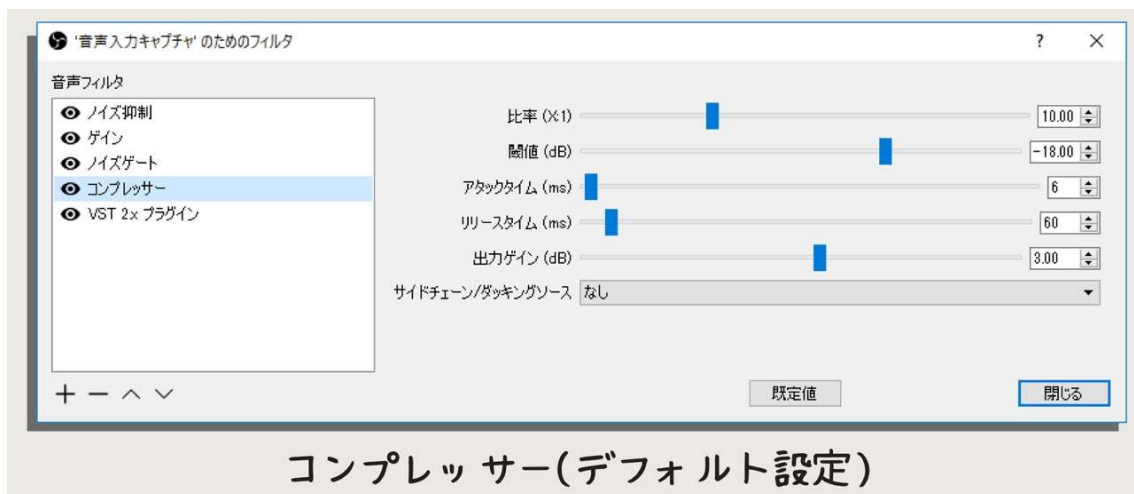 '音声入力キャプチャ' のためのフィルタ
?
音声フィルタ
ノイズ抑制
ゲイン
ノイズゲート
コンプレッサー
VST 2x プラグイン
比率 (X:1)
10.00
閾値 (dB)
-18.00
アタックタイム (ms)
6
リリースタイム (ms)
60
出力ゲイン (dB)
3.00
サイドチェーン/ダッキングソース
なし
既定値
閉じる
コンプレッサー(デフォルト設定)